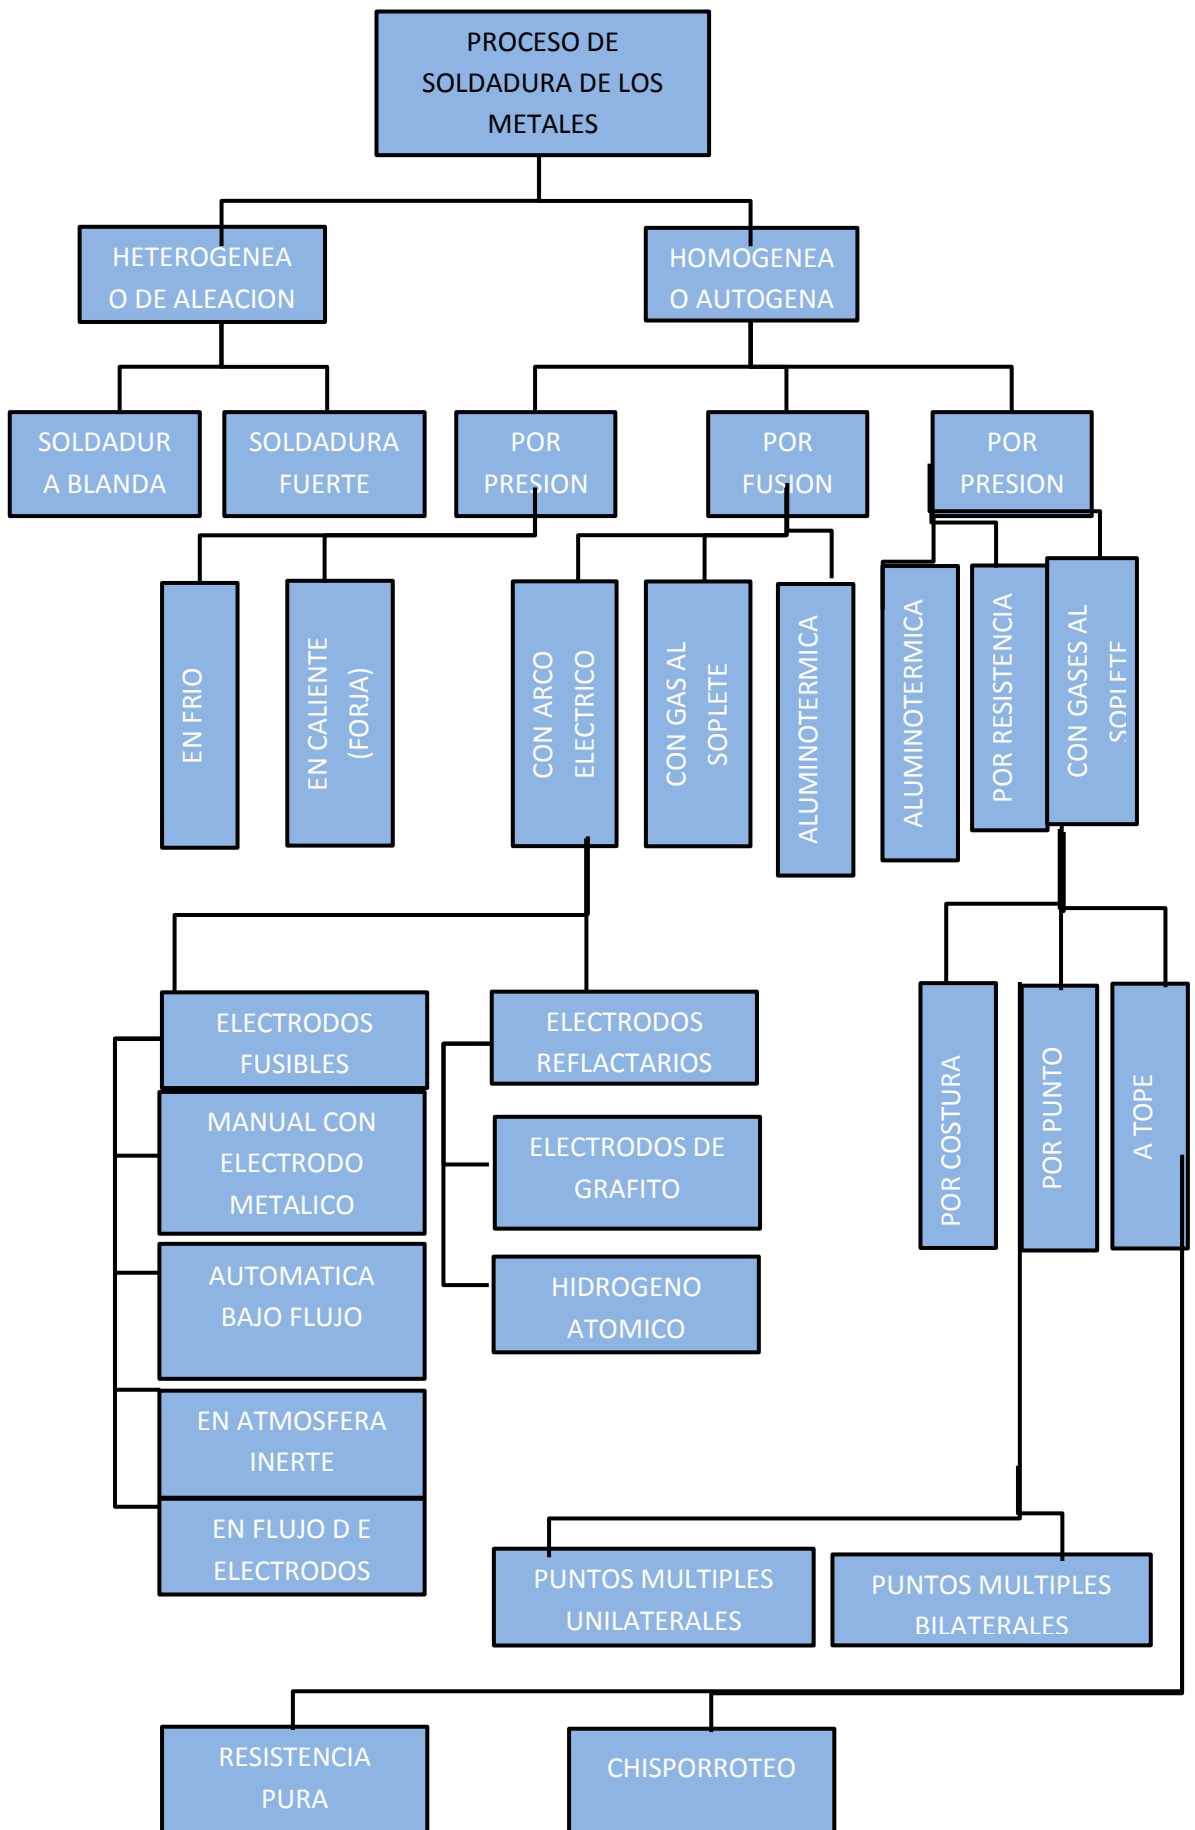 PROCESO DE
SOLDADURA DE LOS
METALES
HETEROGENEA
O DE ALEACION
HOMOGENEA
O AUTOGENA
SOLDADUR
A BLANDA
SOLDADURA
FUERTE
POR
PRESION
POR
FUSION
POR
PRESION
EN FRIO
EN CALIENTE
(FORJA)
CON ARCO
ELECTRICO
CON GAS AL
SOPLETE
ALUMINOTERMICA
ALUMINOTERMICA
POR RESISTENCIA
CON GASES AL
SOPLETE
ELECTRODOS
FUSIBLES
ELECTRODOS
REFLACTARIOS
MANUAL CON
ELECTRODO
METALICO
ELECTRODOS DE
GRAFITO
AUTOMATICA
BAJO FLUJO
HIDROGENO
ATOMICO
EN ATMOSFERA
INERTE
EN FLUJO D E
ELECTRODOS
POR COSTURA
POR PUNTO
A TOPE
PUNTOS MULTIPLES
UNILATERALES
PUNTOS MULTIPLES
BILATERALES
RESISTENCIA
PURA
CHISPORROTEO